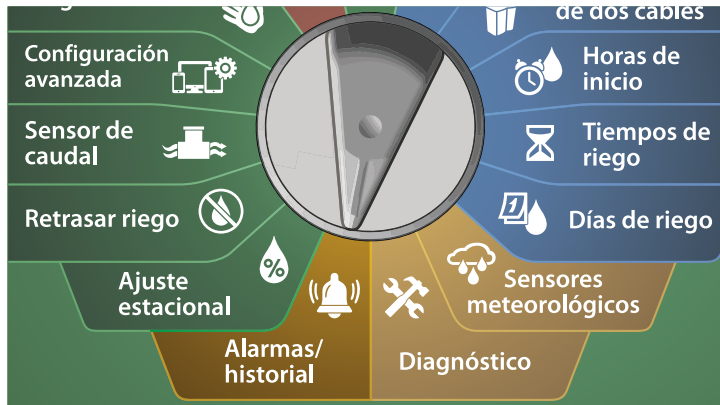 de dos cables
Configuración
avanzada
Horas de
inicio
Sensor de
caudal
Tiempos de
riego
Retrasar riego
1
Días de riego
Ajuste
estacional
%
Sensores
meteorológicos
Alarmas/
historial
Diagnóstico